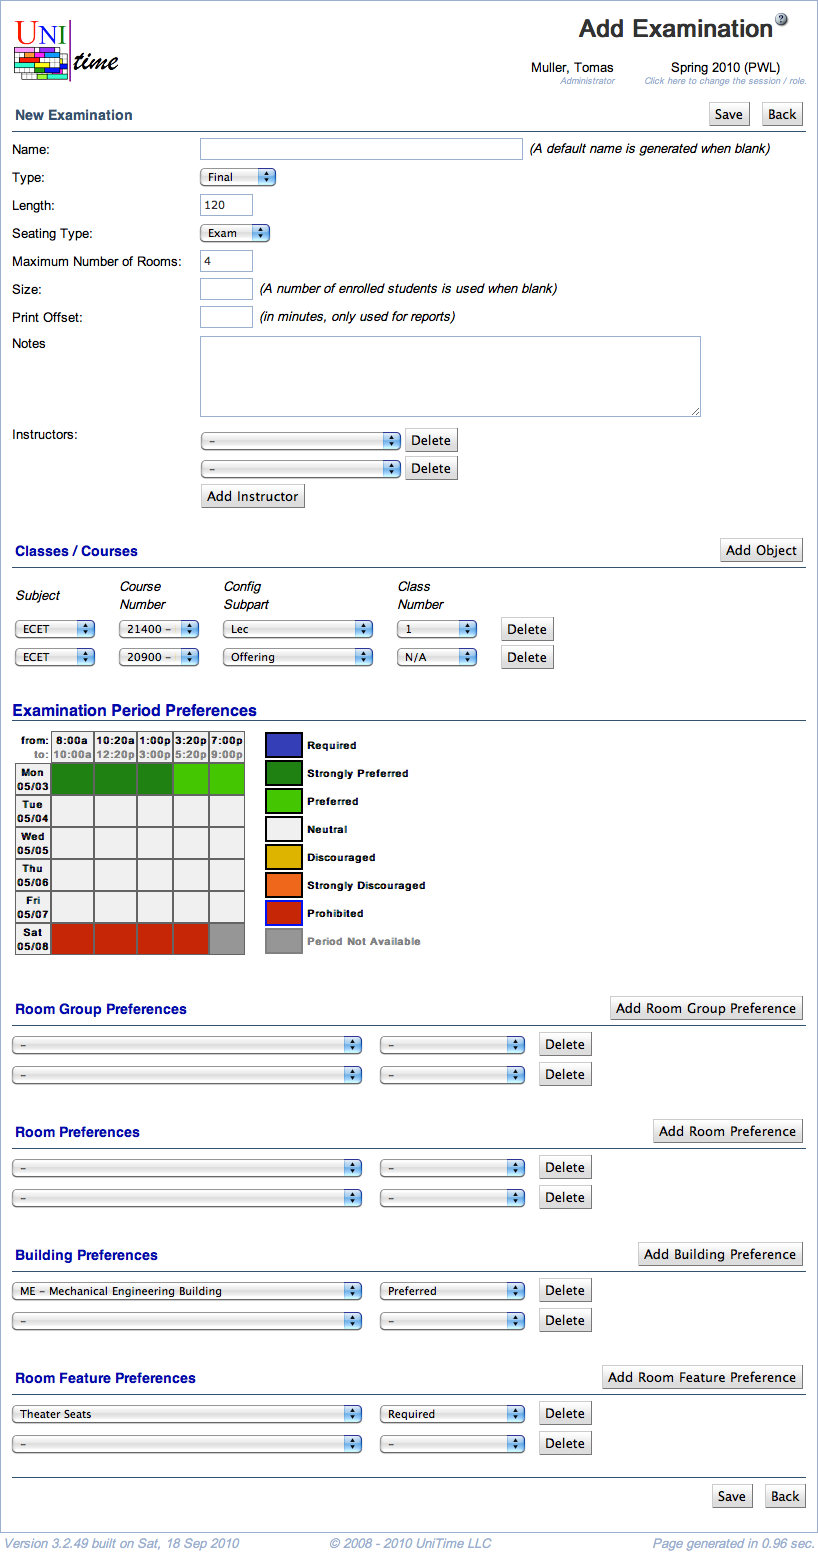 UNI
time
Add Examination
?
Muller, Tomas Spring 2010 (PWL)
Administrator Click here to change the session / role.
New Examination Save Back
Name: (A default name is generated when blank)
Type: Final
Length: 120
Seating Type: Exam
Maximum Number of Rooms: 4
Size: (A number of enrolled students is used when blank)
Print Offset: (in minutes, only used for reports)
Notes
Instructors: – Delete
– Delete
Add Instructor
Classes / Courses Add Object
Subject Course Number Config Subpart Class Number
ECET 21400 – Lec 1 Delete
ECET 20900 – Offering N/A Delete
Examination Period Preferences
from: 8:00a 10:20a 1:00p 3:20p 7:00p
to: 10:00a 12:20p 3:00p 5:20p 9:00p
Mon 05/03
Tue 05/04
Wed 05/05
Thu 05/06
Fri 05/07
Sat 05/08
Required
Strongly Preferred
Preferred
Neutral
Discouraged
Strongly Discouraged
Prohibited
Period Not Available
Room Group Preferences Add Room Group Preference
– – Delete
– – Delete
Room Preferences Add Room Preference
– – Delete
– – Delete
Building Preferences Add Building Preference
ME – Mechanical Engineering Building Preferred Delete
– – Delete
Room Feature Preferences Add Room Feature Preference
Theater Seats Required Delete
– – Delete
Save Back
Version 3.2.49 built on Sat, 18 Sep 2010 © 2008 - 2010 UniTime LLC Page generated in 0.96 sec.